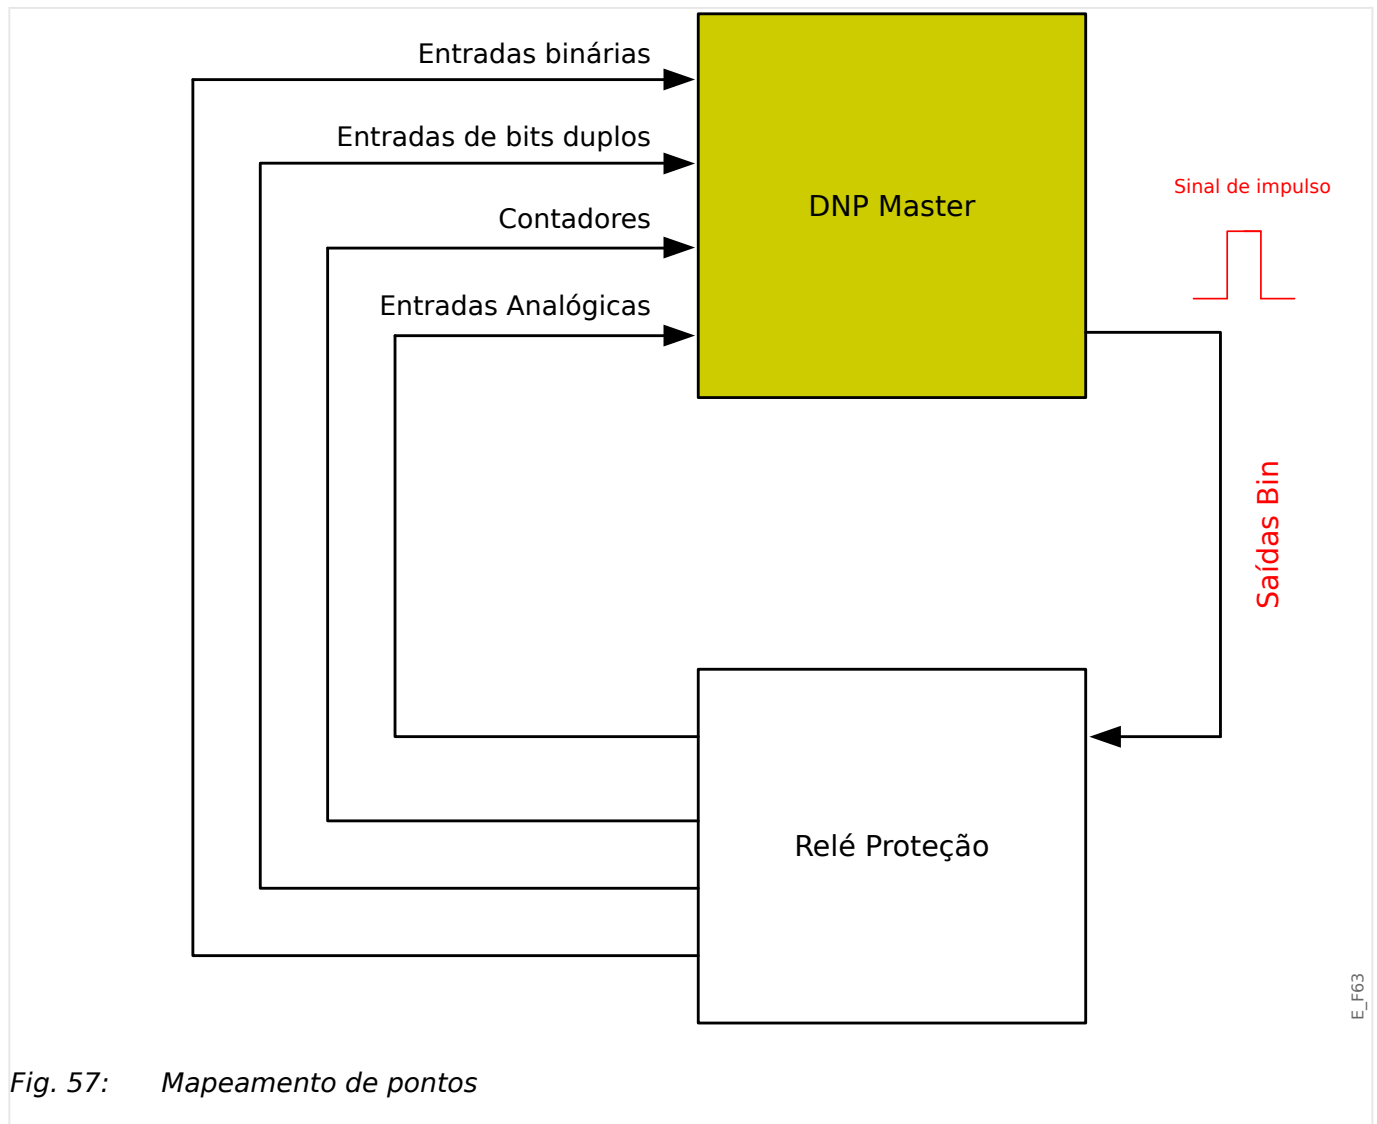 Entradas binárias
Entradas de bits duplos
Contadores
Entradas Analógicas
DNP Master
Sinal de impulso
Saídas Bin
Relé Proteção
E_F63
Fig. 57: Mapeamento de pontos